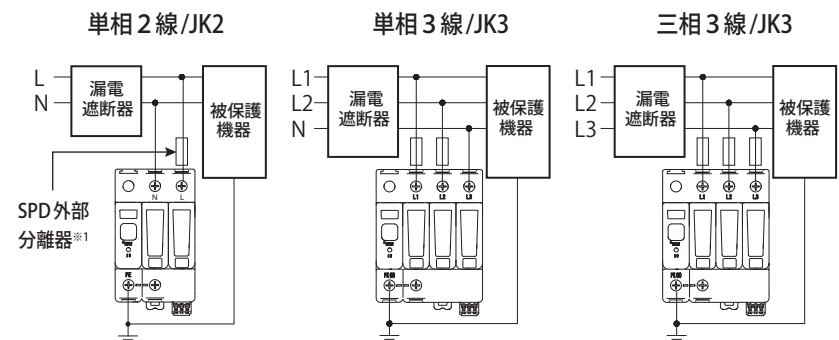 単相2線/JK2
L
N
漏電
遮断器
被保護
機器
SPD外部
分離器※1
N
L
PE
単相3線/JK3
L1
L2
N
漏電
遮断器
被保護
機器
L1
L2
L3
三相3線/JK3
L1
L2
L3
漏電
遮断器
被保護
機器
L1
L2
L3